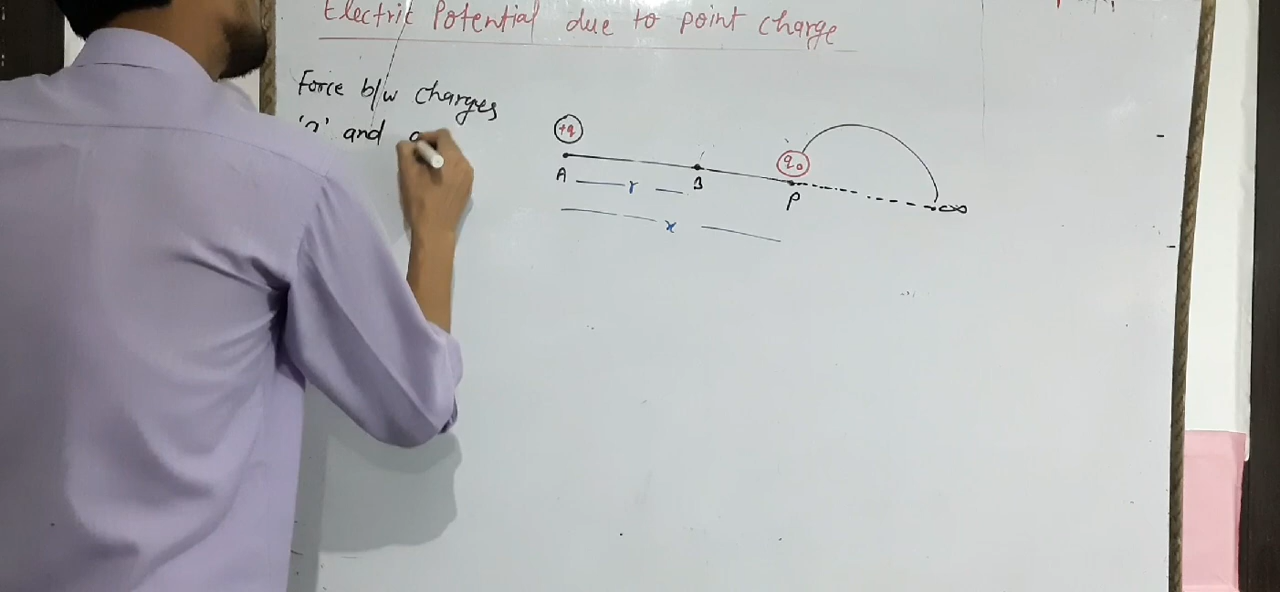 Electric Potential due to point charge
Force b/w charges
'q' and q
+q
q₀
A
r
B
P
∞
x